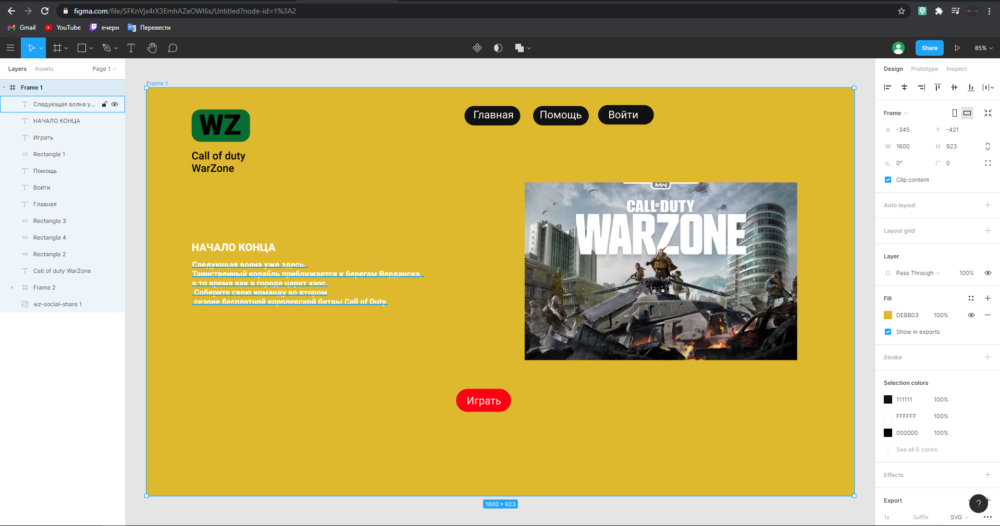 figma.com/file/SFKnVjx4rX3EmhAZeOWl6s/Untitled?node-id=1%3A2
Gmail YouTube ечерн Перевести
Share 85%
Layers Assets Page 1
Frame 1
Следующая волна у...
НАЧАЛО КОНЦА
Играть
Rectangle 1
Помощь
Войти
Главная
Rectangle 3
Rectangle 4
Rectangle 2
Call of duty WarZone
Frame 2
wz-social-share 1
Frame 1
WZ
Call of duty
WarZone
Главная Помощь Войти
НАЧАЛО КОНЦА
Следующая волна уже здесь.
Таинственный корабль приближается к берегам Верданска,
в то время как в городе царит хаос.
Соберите свою команду во втором
сезоне бесплатной королевской битвы Call of Duty.
MW
CALL OF DUTY
WARZONE
Играть
1600 × 923
Design Prototype Inspect
Frame
X -345 Y -421
W 1600 H 923
0° 0
Clip content
Auto layout
Layout grid
Layer
Pass Through 100%
Fill
DEBB03 100%
Show in exports
Stroke
Selection colors
111111 100%
FFFFFF 100%
000000 100%
See all 6 colors
Effects
Export
?
1x Suffix SVG